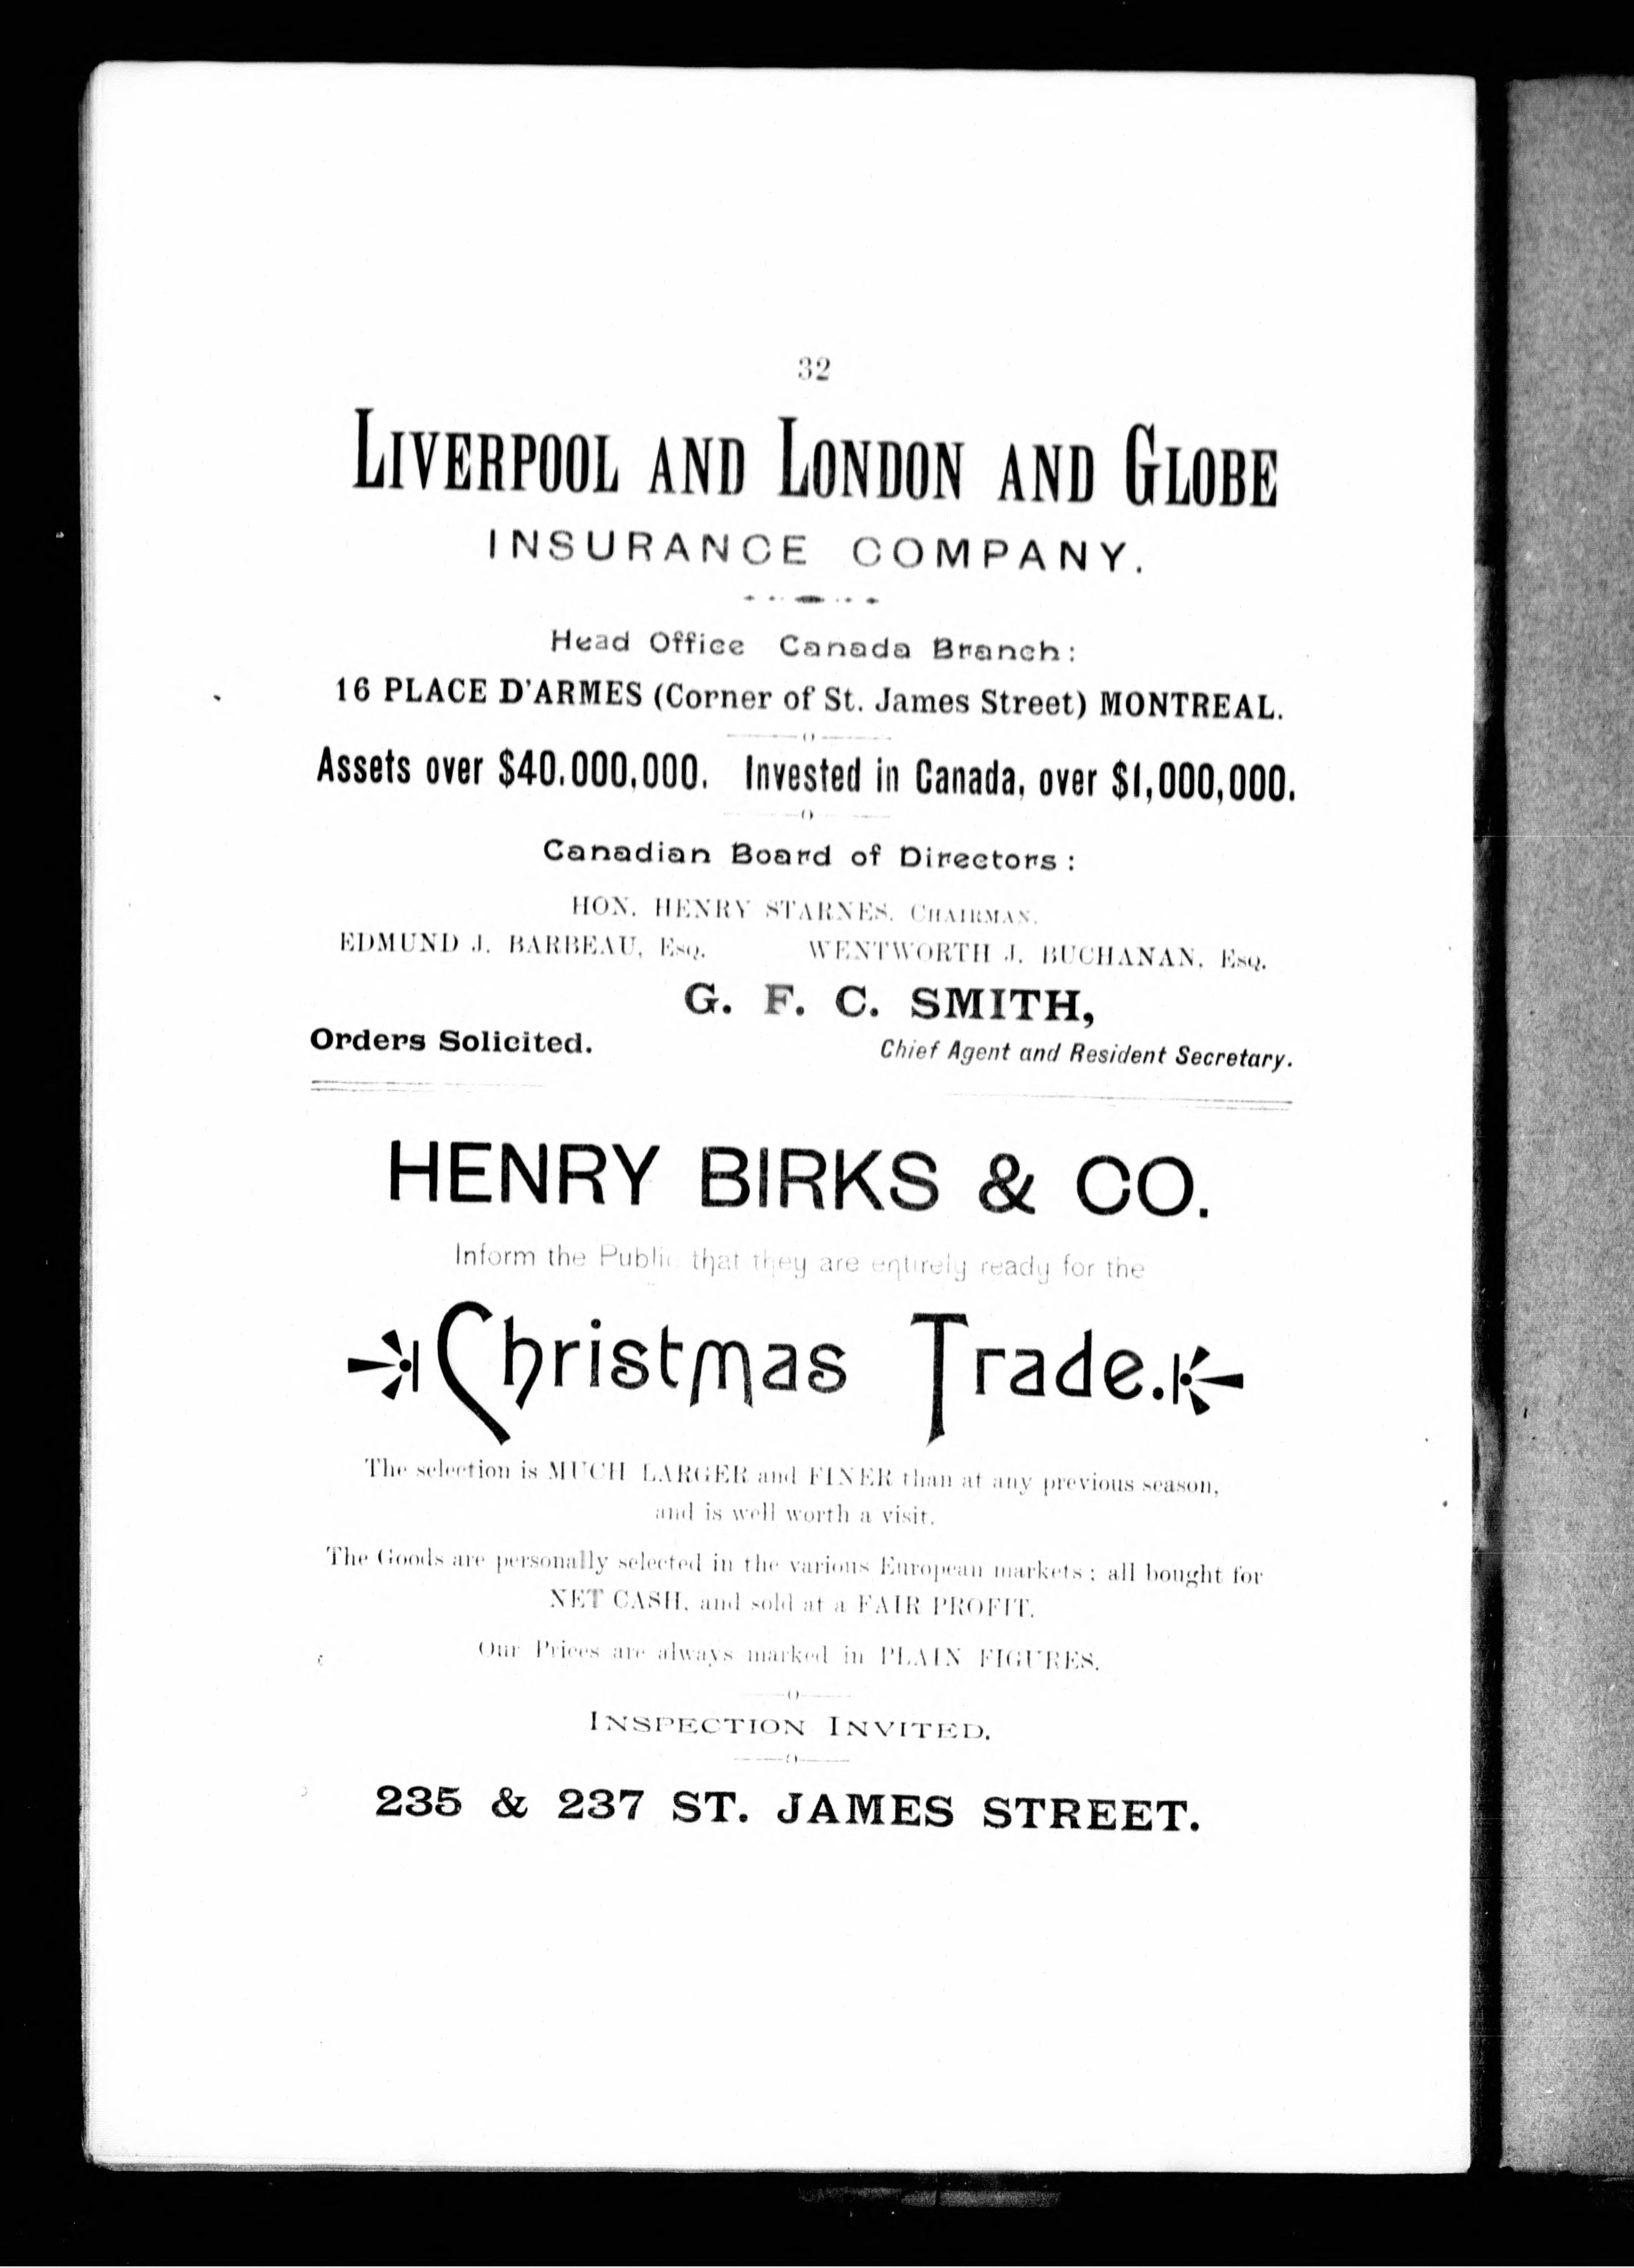 32
LIVERPOOL AND LONDON AND GLOBE
INSURANCE COMPANY.
Head Office Canada Branch:
16 PLACE D'ARMES (Corner of St. James Street) MONTREAL.
Assets over $40,000,000. Invested in Canada, over $1,000,000.
Canadian Board of Directors:
HON. HENRY STARNES, CHAIRMAN.
EDMUND J. BARBEAU, ESQ. WENTWORTH J. BUCHANAN, ESQ.
G. F. C. SMITH,
Orders Solicited. Chief Agent and Resident Secretary.
HENRY BIRKS & CO.
Inform the Public that they are entirely ready for the
Christmas Trade.
The selection is MUCH LARGER and FINER than at any previous season,
and is well worth a visit.
The Goods are personally selected in the various European markets; all bought for
NET CASH, and sold at a FAIR PROFIT.
Our Prices are always marked in PLAIN FIGURES.
INSPECTION INVITED.
235 & 237 ST. JAMES STREET.